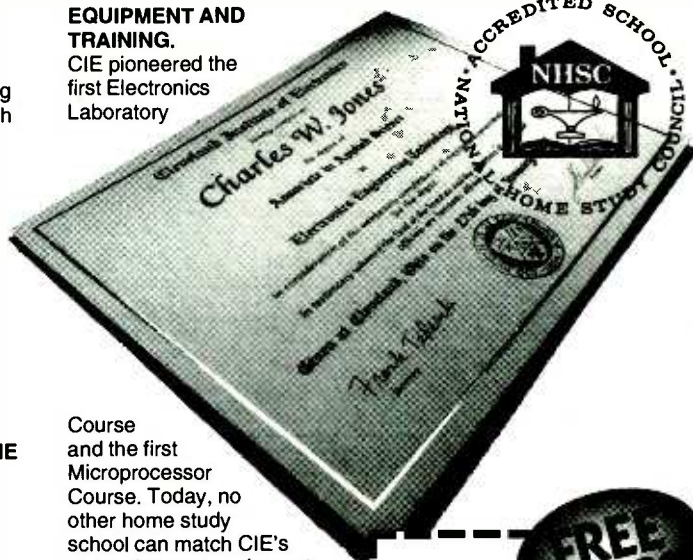 EQUIPMENT AND
TRAINING.
CIE pioneered the
first Electronics
Laboratory
g
h
Cleveland Institute of Electronics
Charles W. Jones
Associate in Applied Science
in
Electronics Engineering Technology
ACCREDITED SCHOOL
NATIONAL HOME STUDY COUNCIL
NHSC
IE
Course
and the first
Microprocessor
Course. Today, no
other home study
school can match CIE's
FREE